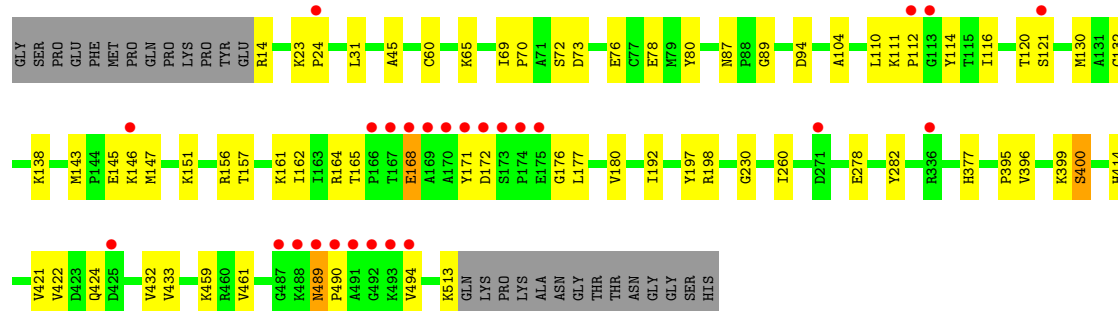 GLY SER PRO GLU PHE MET PRO GLN PRO LYS PRO TYR GLU R14 K23 P24 L31 A45 C60 K65 I69 P70 A71 S72 D73 E76 C77 E78 M79 Y80 N87 P88 G89 D94 A104 L110 K111 P112 G113 Y114 T115 I116 T120 S121 M130 A131
K138 M143 P144 E145 K146 M147 K151 R156 T157 K161 I162 I163 R164 T165 P166 T167 E168 A169 A170 Y171 D172 S173 P174 E175 G176 L177 V180 I192 Y197 R198 G230 I260 D271 E278 Y282 R336 H377 P395 V396 K399 S400
V421 V422 D423 Q424 D425 V432 V433 K459 R460 V461 G487 K488 N489 P490 A491 G492 K493 V494 K513 GLN LYS PRO LYS ALA ASN GLY THR THR ASN GLY GLY SER HIS